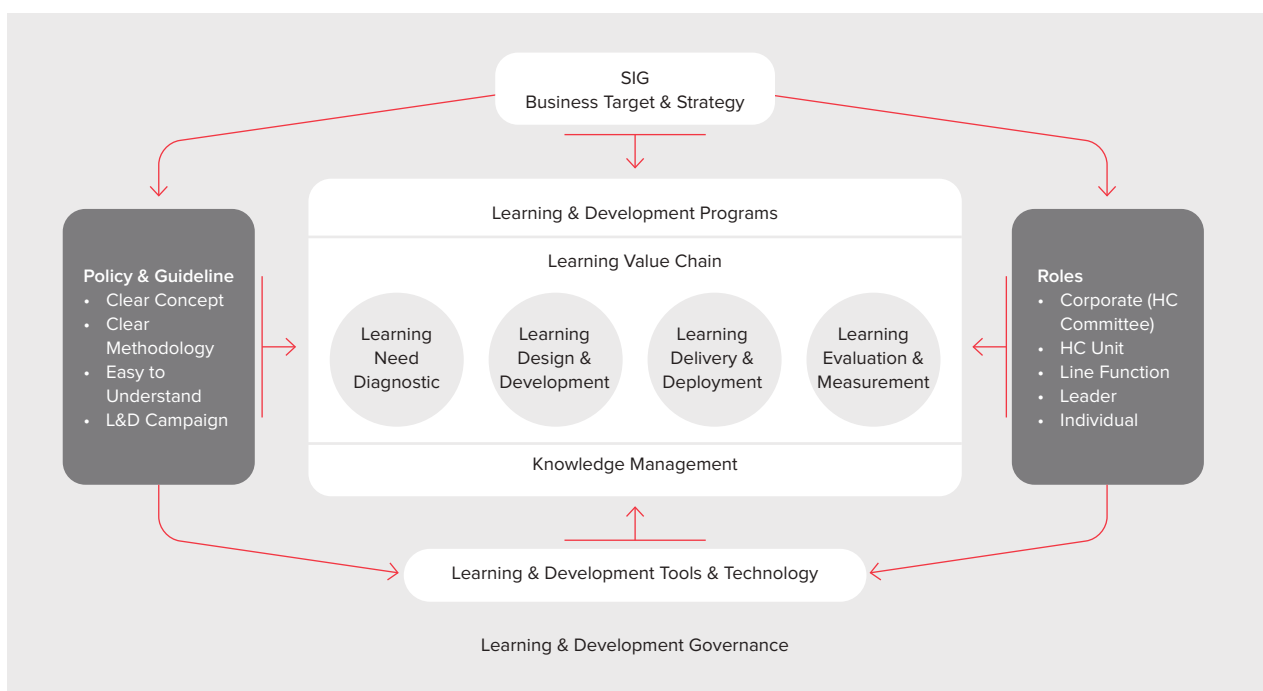 SIG
Business Target & Strategy
Learning & Development Programs
Policy & Guideline
• Clear Concept
• Clear
Methodology
• Easy to
Understand
• L&D Campaign
Learning Value Chain
Learning
Need
Diagnostic
Learning
Design &
Development
Learning
Delivery &
Deployment
Learning
Evaluation &
Measurement
Roles
• Corporate (HC
Committee)
• HC Unit
• Line Function
• Leader
• Individual
Knowledge Management
Learning & Development Tools & Technology
Learning & Development Governance